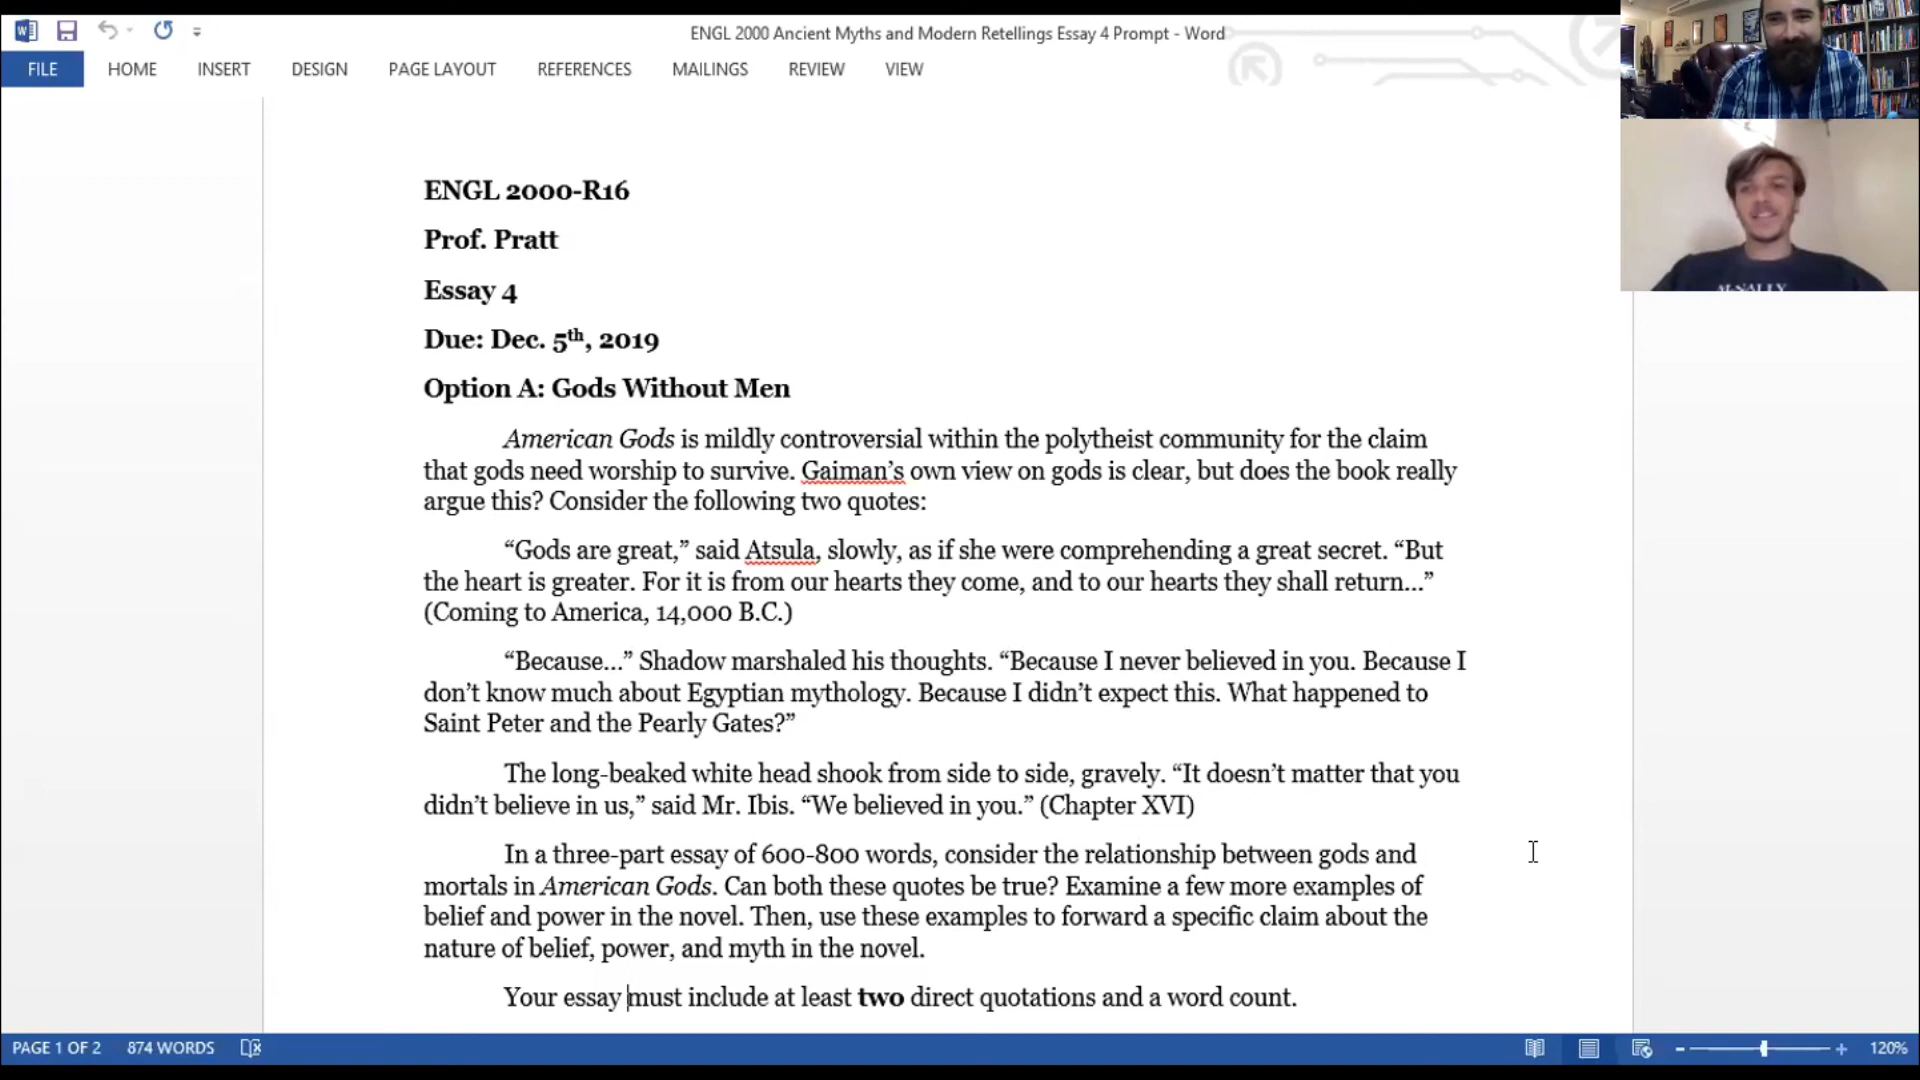 ENGL 2000 Ancient Myths and Modern Retellings Essay 4 Prompt - Word
FILE HOME INSERT DESIGN PAGE LAYOUT REFERENCES MAILINGS REVIEW VIEW
McNALLY
ENGL 2000-R16
Prof. Pratt
Essay 4
Due: Dec. 5th, 2019
Option A: Gods Without Men
American Gods is mildly controversial within the polytheist community for the claim
that gods need worship to survive. Gaiman’s own view on gods is clear, but does the book really
argue this? Consider the following two quotes:
“Gods are great,” said Atsula, slowly, as if she were comprehending a great secret. “But
the heart is greater. For it is from our hearts they come, and to our hearts they shall return...”
(Coming to America, 14,000 B.C.)
“Because...” Shadow marshaled his thoughts. “Because I never believed in you. Because I
don’t know much about Egyptian mythology. Because I didn’t expect this. What happened to
Saint Peter and the Pearly Gates?”
The long-beaked white head shook from side to side, gravely. “It doesn’t matter that you
didn’t believe in us,” said Mr. Ibis. “We believed in you.” (Chapter XVI)
In a three-part essay of 600-800 words, consider the relationship between gods and
mortals in American Gods. Can both these quotes be true? Examine a few more examples of
belief and power in the novel. Then, use these examples to forward a specific claim about the
nature of belief, power, and myth in the novel.
Your essay must include at least two direct quotations and a word count.
PAGE 1 OF 2 874 WORDS 120%